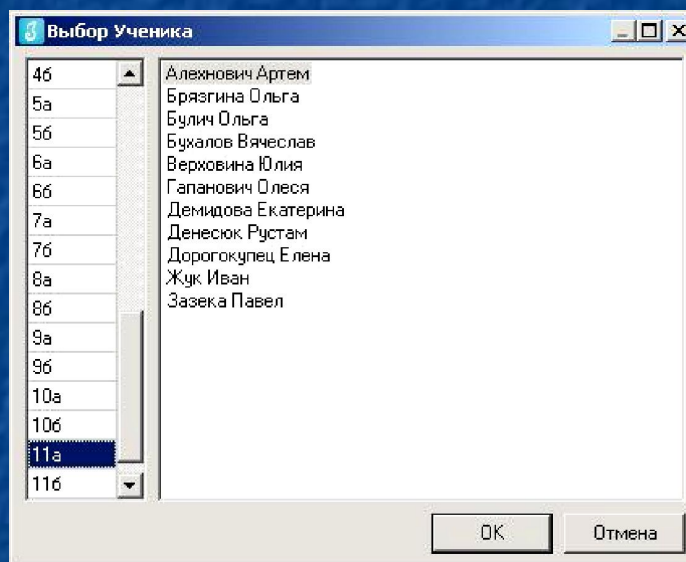 Выбор Ученика
4б
5а
5б
6а
6б
7а
7б
8а
8б
9а
9б
10а
10б
11а
11б
Алехнович Артем
Брязгина Ольга
Булич Ольга
Бухалов Вячеслав
Верховина Юлия
Гапанович Олеся
Демидова Екатерина
Денесюк Рустам
Дорогокупец Елена
Жук Иван
Зазека Павел
OK
Отмена